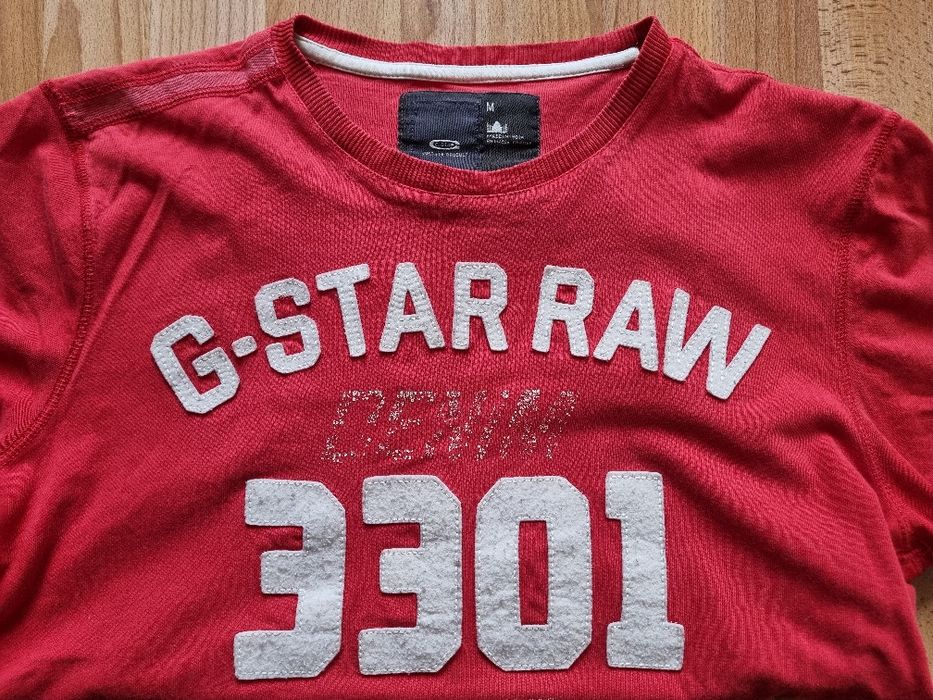 M
G-STAR RAW
DENIM
3301